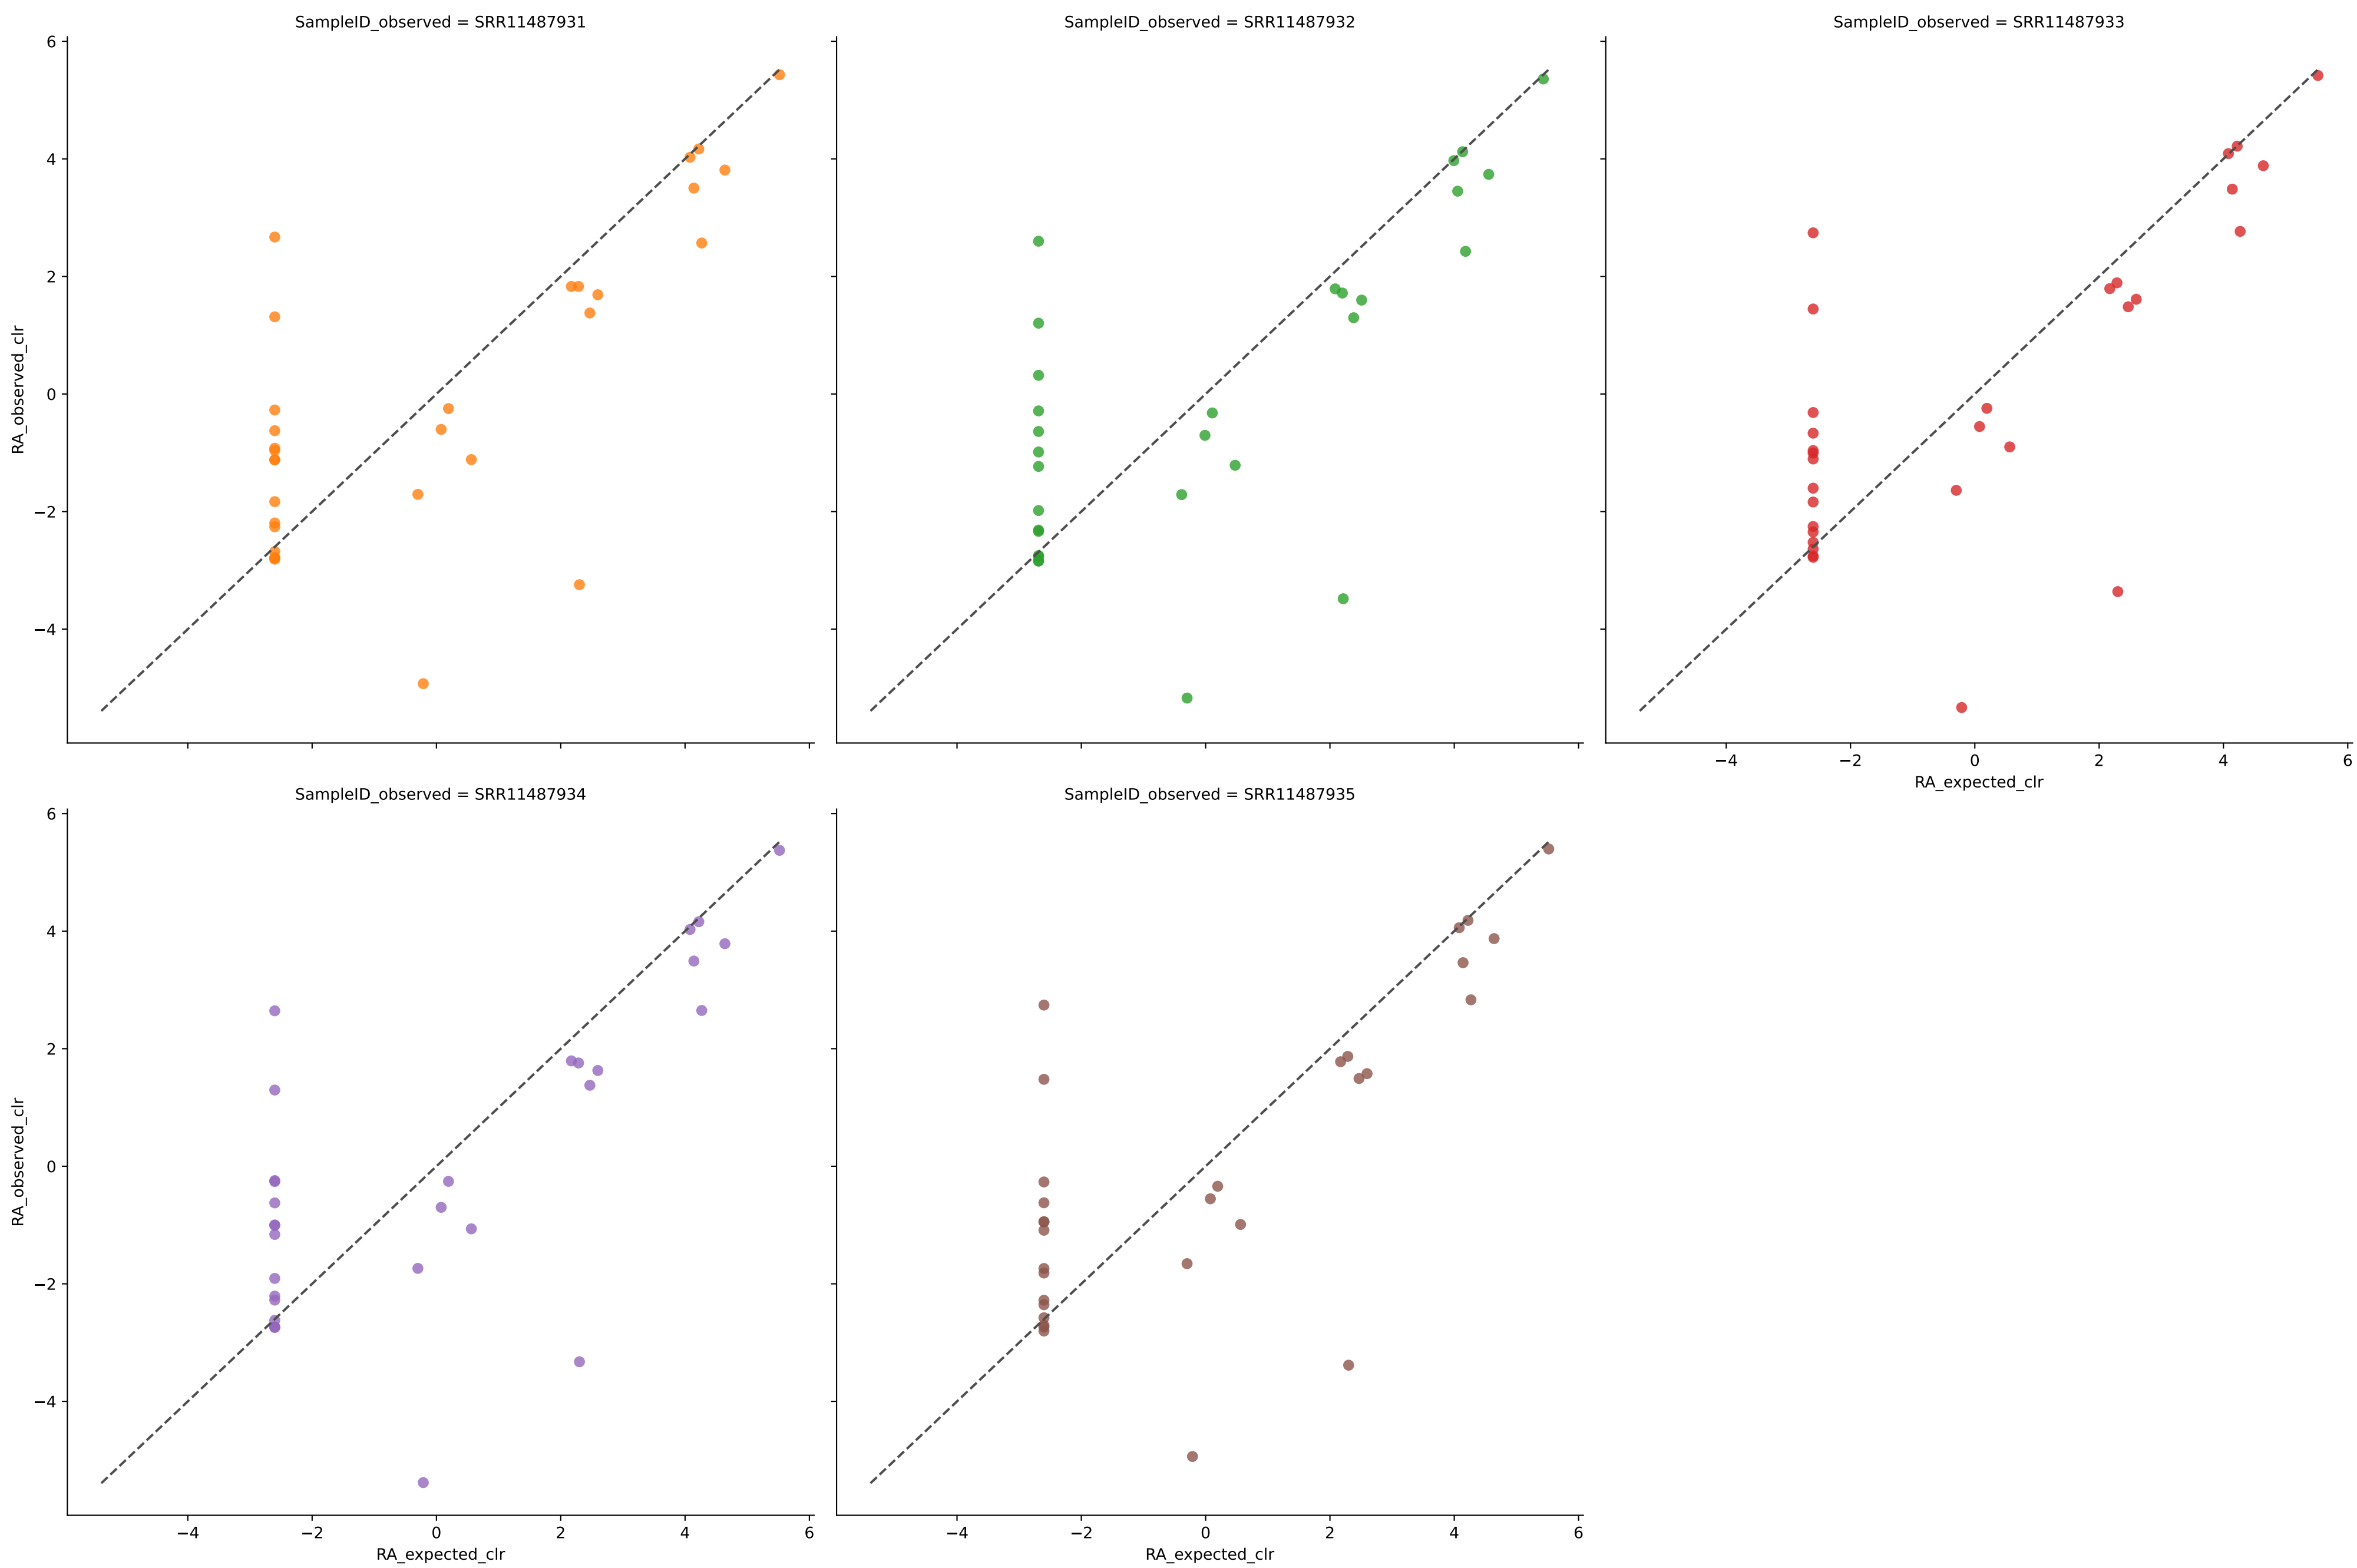 SampleID_observed = SRR11487931
SampleID_observed = SRR11487932
SampleID_observed = SRR11487933
6
4
2
0
−2
−4
RA_observed_clr
−4 −2 0 2 4 6
RA_expected_clr
SampleID_observed = SRR11487934
SampleID_observed = SRR11487935
6
4
2
0
−2
−4
RA_observed_clr
−4 −2 0 2 4 6
−4 −2 0 2 4 6
RA_expected_clr
RA_expected_clr